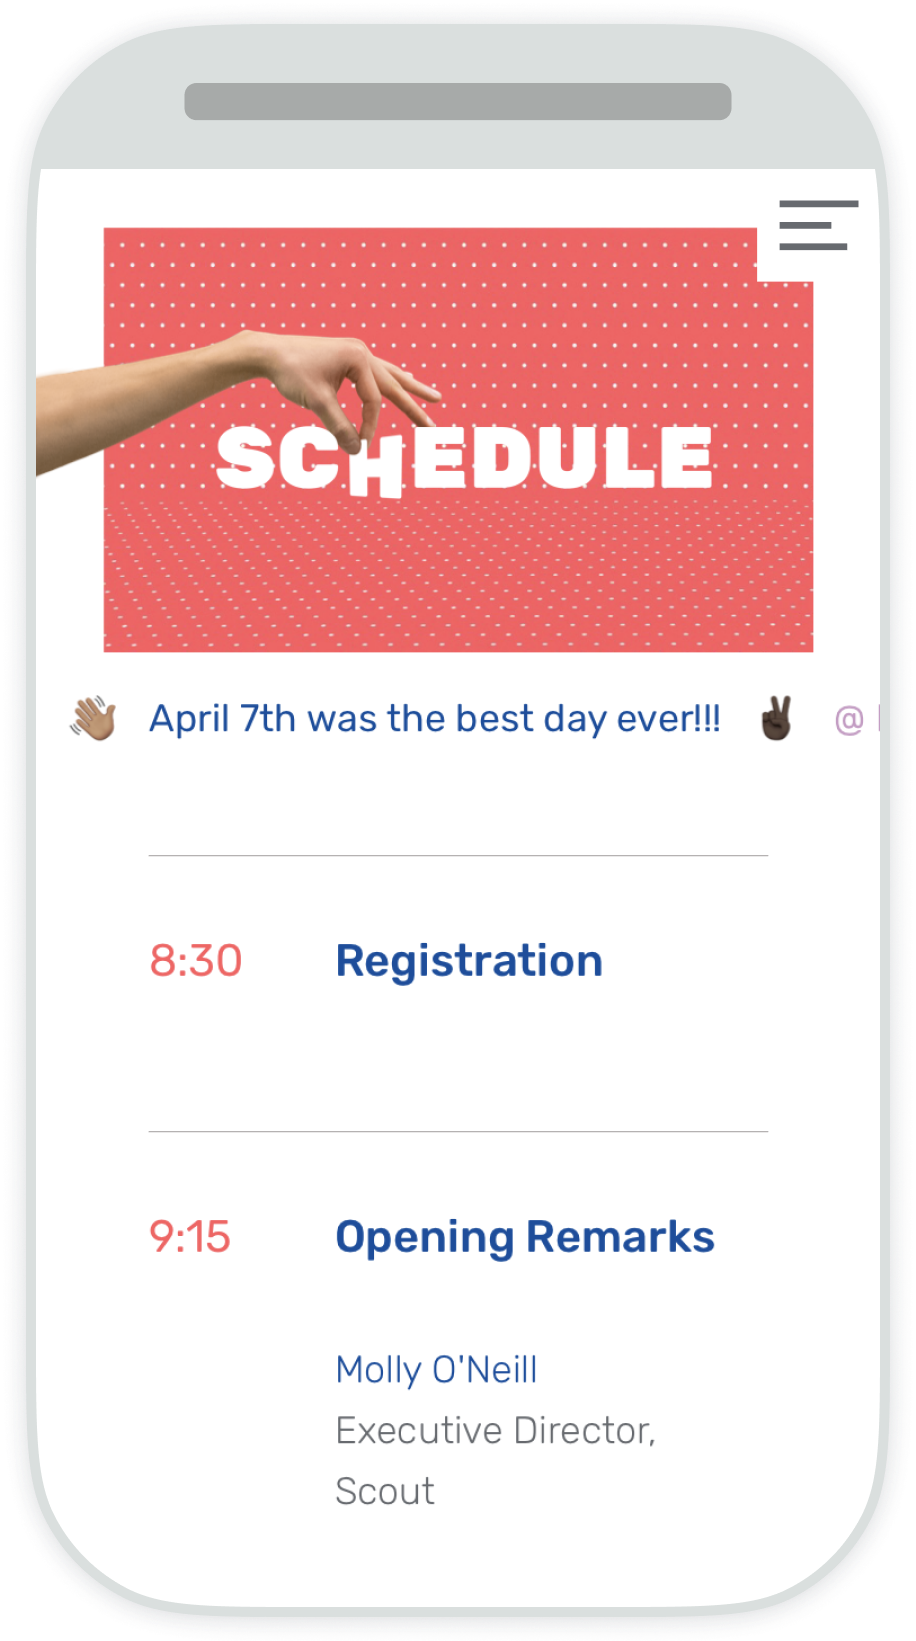 SCHEDULE
👋🏽 April 7th was the best day ever!!! ✌🏿 @
8:30 Registration
9:15 Opening Remarks
Molly O'Neill
Executive Director,
Scout